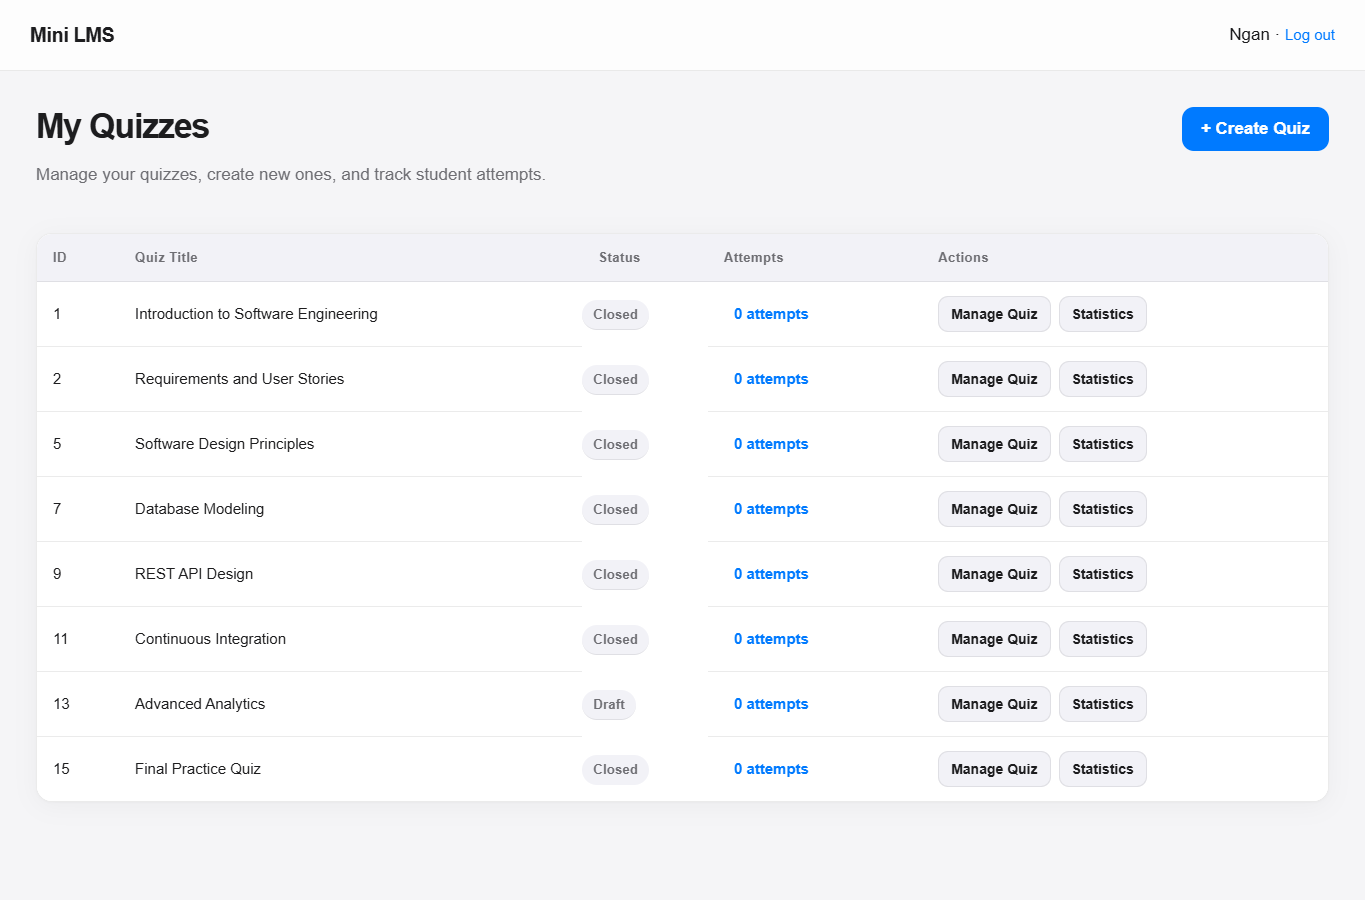 Mini LMS
Ngan · Log out
My Quizzes
+ Create Quiz
Manage your quizzes, create new ones, and track student attempts.
ID Quiz Title Status Attempts Actions
1 Introduction to Software Engineering Closed 0 attempts Manage Quiz Statistics
2 Requirements and User Stories Closed 0 attempts Manage Quiz Statistics
5 Software Design Principles Closed 0 attempts Manage Quiz Statistics
7 Database Modeling Closed 0 attempts Manage Quiz Statistics
9 REST API Design Closed 0 attempts Manage Quiz Statistics
11 Continuous Integration Closed 0 attempts Manage Quiz Statistics
13 Advanced Analytics Draft 0 attempts Manage Quiz Statistics
15 Final Practice Quiz Closed 0 attempts Manage Quiz Statistics